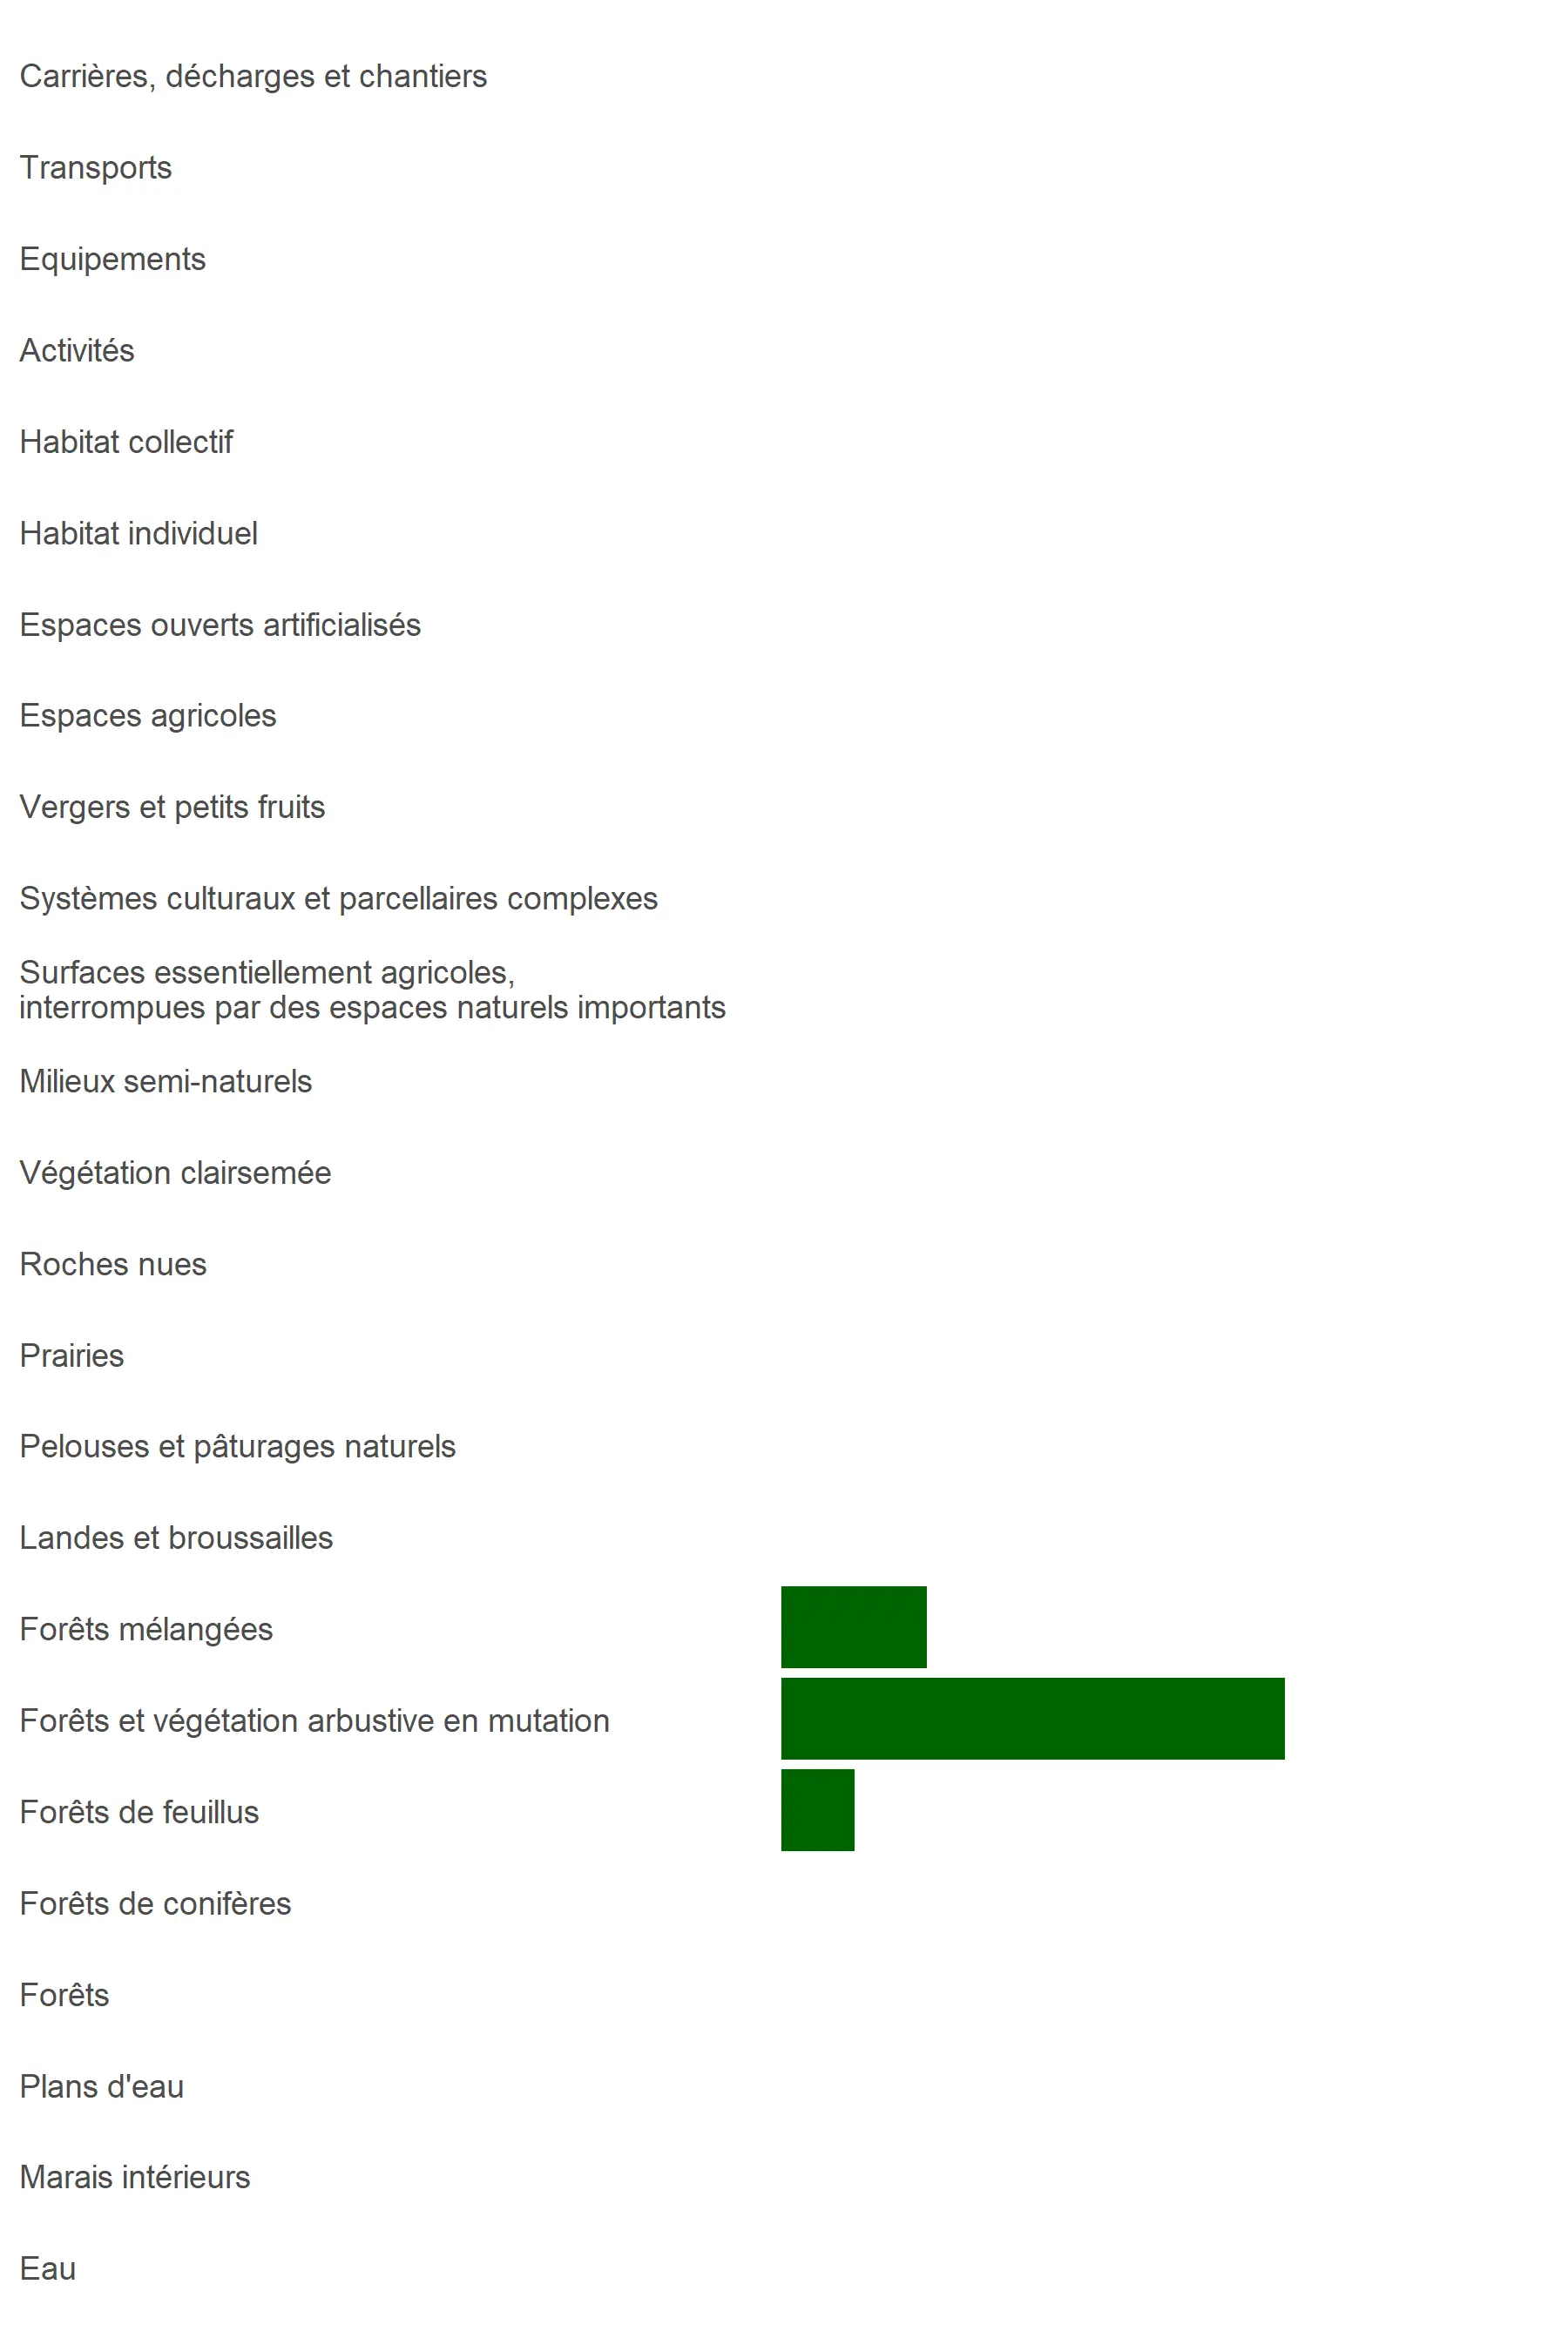 Carrières, décharges et chantiers
Transports
Equipements
Activités
Habitat collectif
Habitat individuel
Espaces ouverts artificialisés
Espaces agricoles
Vergers et petits fruits
Systèmes culturaux et parcellaires complexes
Surfaces essentiellement agricoles,
interrompues par des espaces naturels importants
Milieux semi-naturels
Végétation clairsemée
Roches nues
Prairies
Pelouses et pâturages naturels
Landes et broussailles
Forêts mélangées
Forêts et végétation arbustive en mutation
Forêts de feuillus
Forêts de conifères
Forêts
Plans d'eau
Marais intérieurs
Eau